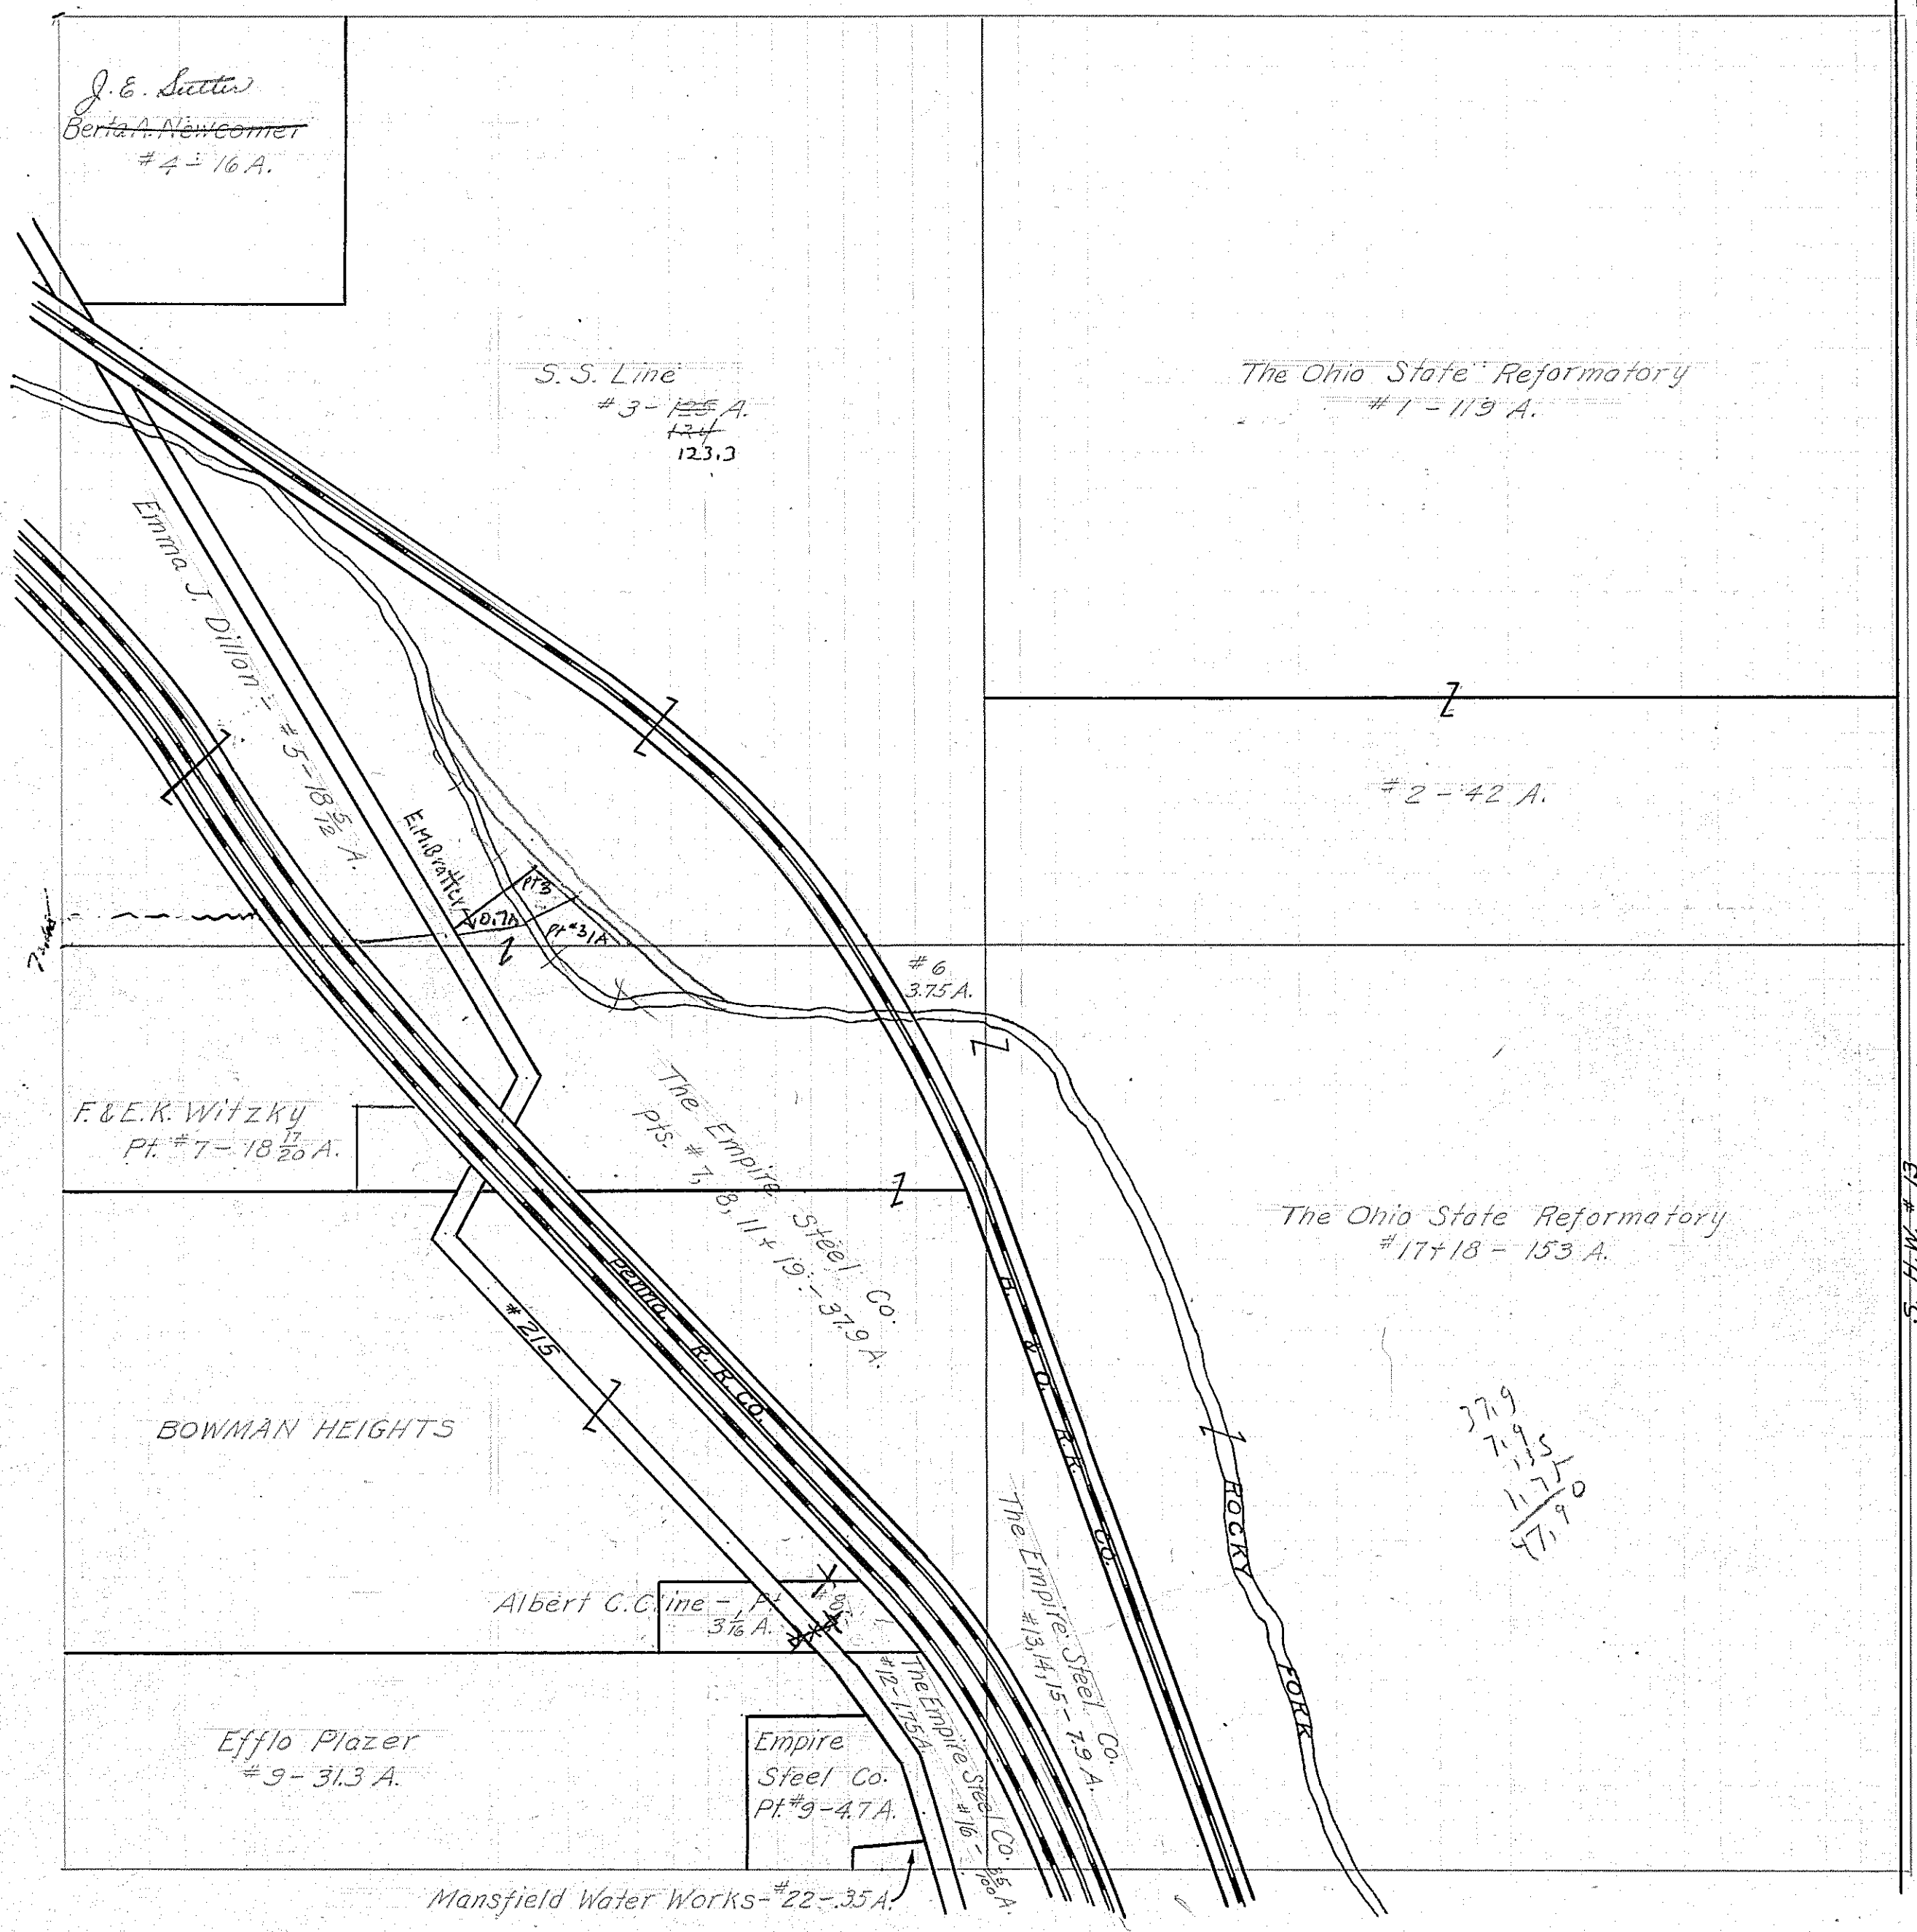 J. E. Sutter
Berta A. Newcomer
# 4 - 16 A.
S. S. Line
# 3 - 125 A.
124
123.3
The Ohio State Reformatory
# 1 - 119 A.
# 2 - 42 A.
Emma J. Dillon - # 5 - 18 5/12 A.
E.M. Bratter
0.7A
pt 3
pt #3 1A
# 6
3.75 A.
F. & E.K. Witzky
Pt. # 7 - 18 17/20 A.
The Empire Steel Co.
pts. # 7, 8, 11 + 19 - 37.9 A.
The Ohio State Reformatory
# 17 + 18 - 153 A.
# 215
Penna. R. R. CO.
B. & O. R. R. CO.
ROCKY FORK
BOWMAN HEIGHTS
37.9
7.9
.35
1.75
47.90
Albert C. Cline - Pt
3 1/16 A.
The Empire Steel Co.
# 13, 14, 15 - 7.9 A.
The Empire Steel Co.
# 12 - 1.75 A.
# 16 - 35/100 A.
Efflo Plazer
# 9 - 31.3 A.
Empire
Steel Co.
Pt. # 9 - 4.7 A.
Mansfield Water Works - # 22 - .35 A.